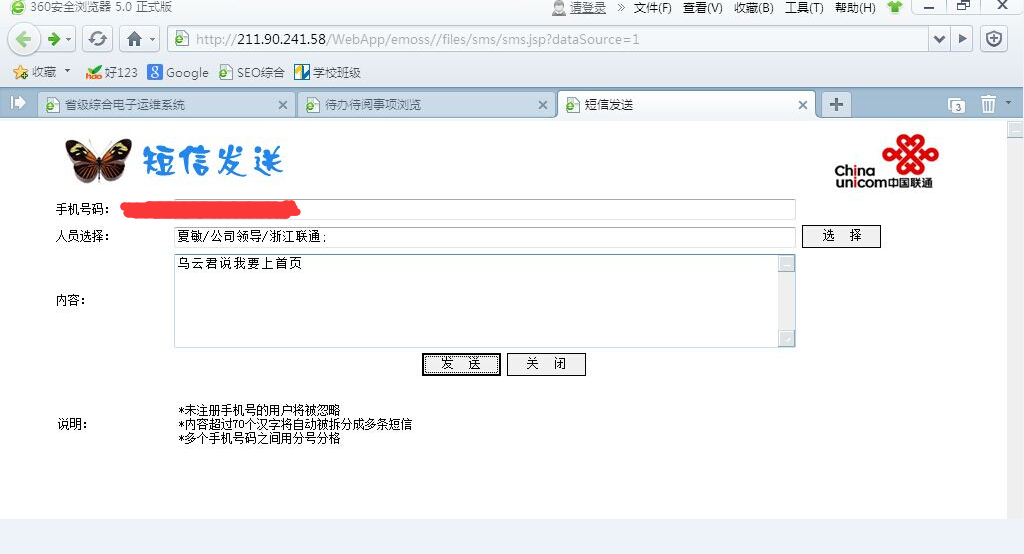 360安全浏览器 5.0 正式版
请登录 » 文件(F) 查看(V) 收藏(B) 工具(T) 帮助(H)
http://211.90.241.58/WebApp/emoss//files/sms/sms.jsp?dataSource=1
收藏 好123 Google SEO综合 学校班级
省级综合电子运维系统 待办待阅事项浏览 短信发送 3
短信发送
China unicom中国联通
手机号码:
人员选择: 夏敏/公司领导/浙江联通; 选 择
乌云君说我要上首页
内容:
发 送 关 闭
*未注册手机号的用户将被忽略
说明: *内容超过70个汉字将自动被拆分成多条短信
*多个手机号码之间用分号分格